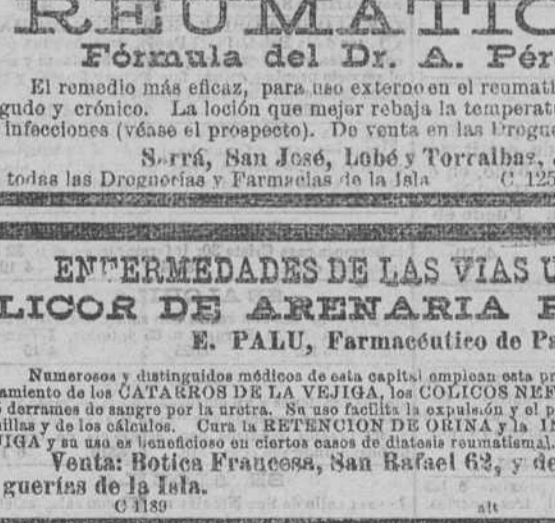 REUMATIC
Fórmula del Dr. A. Pér
El remedio más eficaz, para uso externo en el reumati
gudo y crónico. La loción que mejor rebaja la temperat
infecciones (véase el prospecto). De venta en las Drogue
Sarrá, San José, Lobé y Torralbas,
todas las Droguerías y Farmacias de la Isla C 125
ENFERMEDADES DE LAS VIAS U
LICOR DE ARENARIA R
E. PALU, Farmacéutico de Pa
Numerosos y distinguidos médicos de esta capital emplean esta pr
amiento de los CATARROS DE LA VEJIGA, los COLICOS NEF
derrames de sangre por la uretra. Su uso facilita la expulsión y el p
illas y de los cálculos. Cura la RETENCION DE ORINA y la IN
JIGA y su uso es beneficioso en ciertos casos de diatesis reumatismal.
Venta: Botica Francesa, San Rafael 62, y de
guerías de la Isla.
C 1189 alt